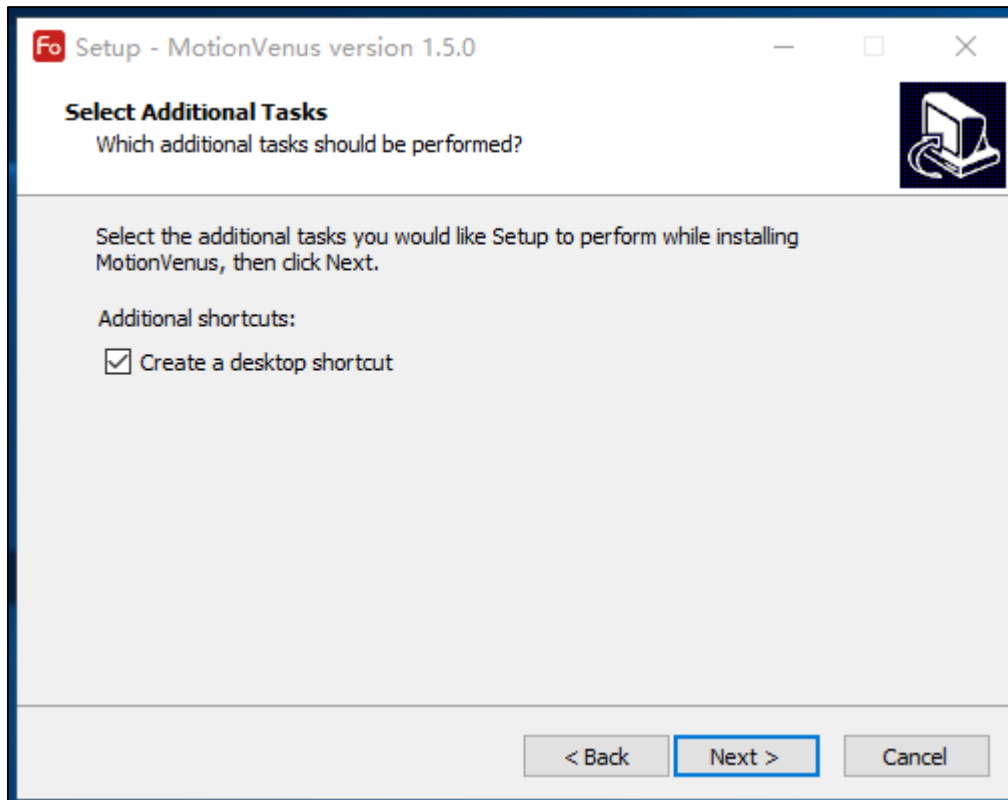 Fo Setup - MotionVenus version 1.5.0
Select Additional Tasks
Which additional tasks should be performed?
Select the additional tasks you would like Setup to perform while installing
MotionVenus, then click Next.
Additional shortcuts:
Create a desktop shortcut
< Back Next > Cancel